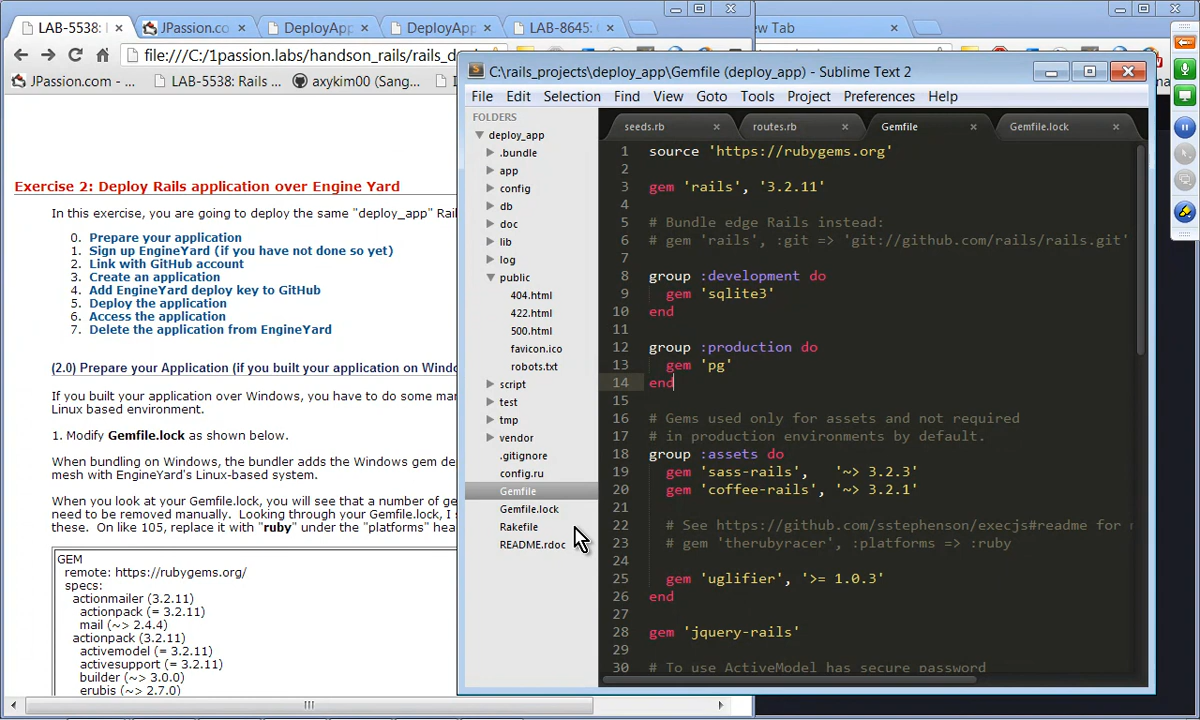 LAB-5538:
JPassion.com
DeployApp
DeployApp
LAB-8645:
ew Tab
file:///C:/1passion.labs/handson_rails/rails_d
JPassion.com - ...
LAB-5538: Rails ...
axykim00 (Sang...
Exercise 2: Deploy Rails application over Engine Yard
In this exercise, you are going to deploy the same "deploy_app" Rail
0. Prepare your application
1. Sign up EngineYard (if you have not done so yet)
2. Link with GitHub account
3. Create an application
4. Add EngineYard deploy key to GitHub
5. Deploy the application
6. Access the application
7. Delete the application from EngineYard
(2.0) Prepare your Application (if you built your application on Windo
If you built your application over Windows, you have to do some mar
Linux based environment.
1. Modify Gemfile.lock as shown below.
When bundling on Windows, the bundler adds the Windows gem de
mesh with EngineYard's Linux-based system.
When you look at your Gemfile.lock, you will see that a number of ge
need to be removed manually. Looking through your Gemfile.lock, I s
these. On like 105, replace it with "ruby" under the "platforms" hea
GEM
remote: https://rubygems.org/
specs:
actionmailer (3.2.11)
actionpack (= 3.2.11)
mail (~> 2.4.4)
actionpack (3.2.11)
activemodel (= 3.2.11)
activesupport (= 3.2.11)
builder (~> 3.0.0)
erubis (~> 2.7.0)
C:\rails_projects\deploy_app\Gemfile (deploy_app) - Sublime Text 2
File Edit Selection Find View Goto Tools Project Preferences Help
FOLDERS
deploy_app
.bundle
app
config
db
doc
lib
log
public
404.html
422.html
500.html
favicon.ico
robots.txt
script
test
tmp
vendor
.gitignore
config.ru
Gemfile
Gemfile.lock
Rakefile
README.rdoc
seeds.rb
routes.rb
Gemfile
Gemfile.lock
1 source 'https://rubygems.org'
2
3 gem 'rails', '3.2.11'
4
5 # Bundle edge Rails instead:
6 # gem 'rails', :git => 'git://github.com/rails/rails.git'
7
8 group :development do
9 gem 'sqlite3'
10 end
11
12 group :production do
13 gem 'pg'
14 end
15
16 # Gems used only for assets and not required
17 # in production environments by default.
18 group :assets do
19 gem 'sass-rails', '~> 3.2.3'
20 gem 'coffee-rails', '~> 3.2.1'
21
22 # See https://github.com/sstephenson/execjs#readme for
23 # gem 'therubyracer', :platforms => :ruby
24
25 gem 'uglifier', '>= 1.0.3'
26 end
27
28 gem 'jquery-rails'
29
30 # To use ActiveModel has secure password